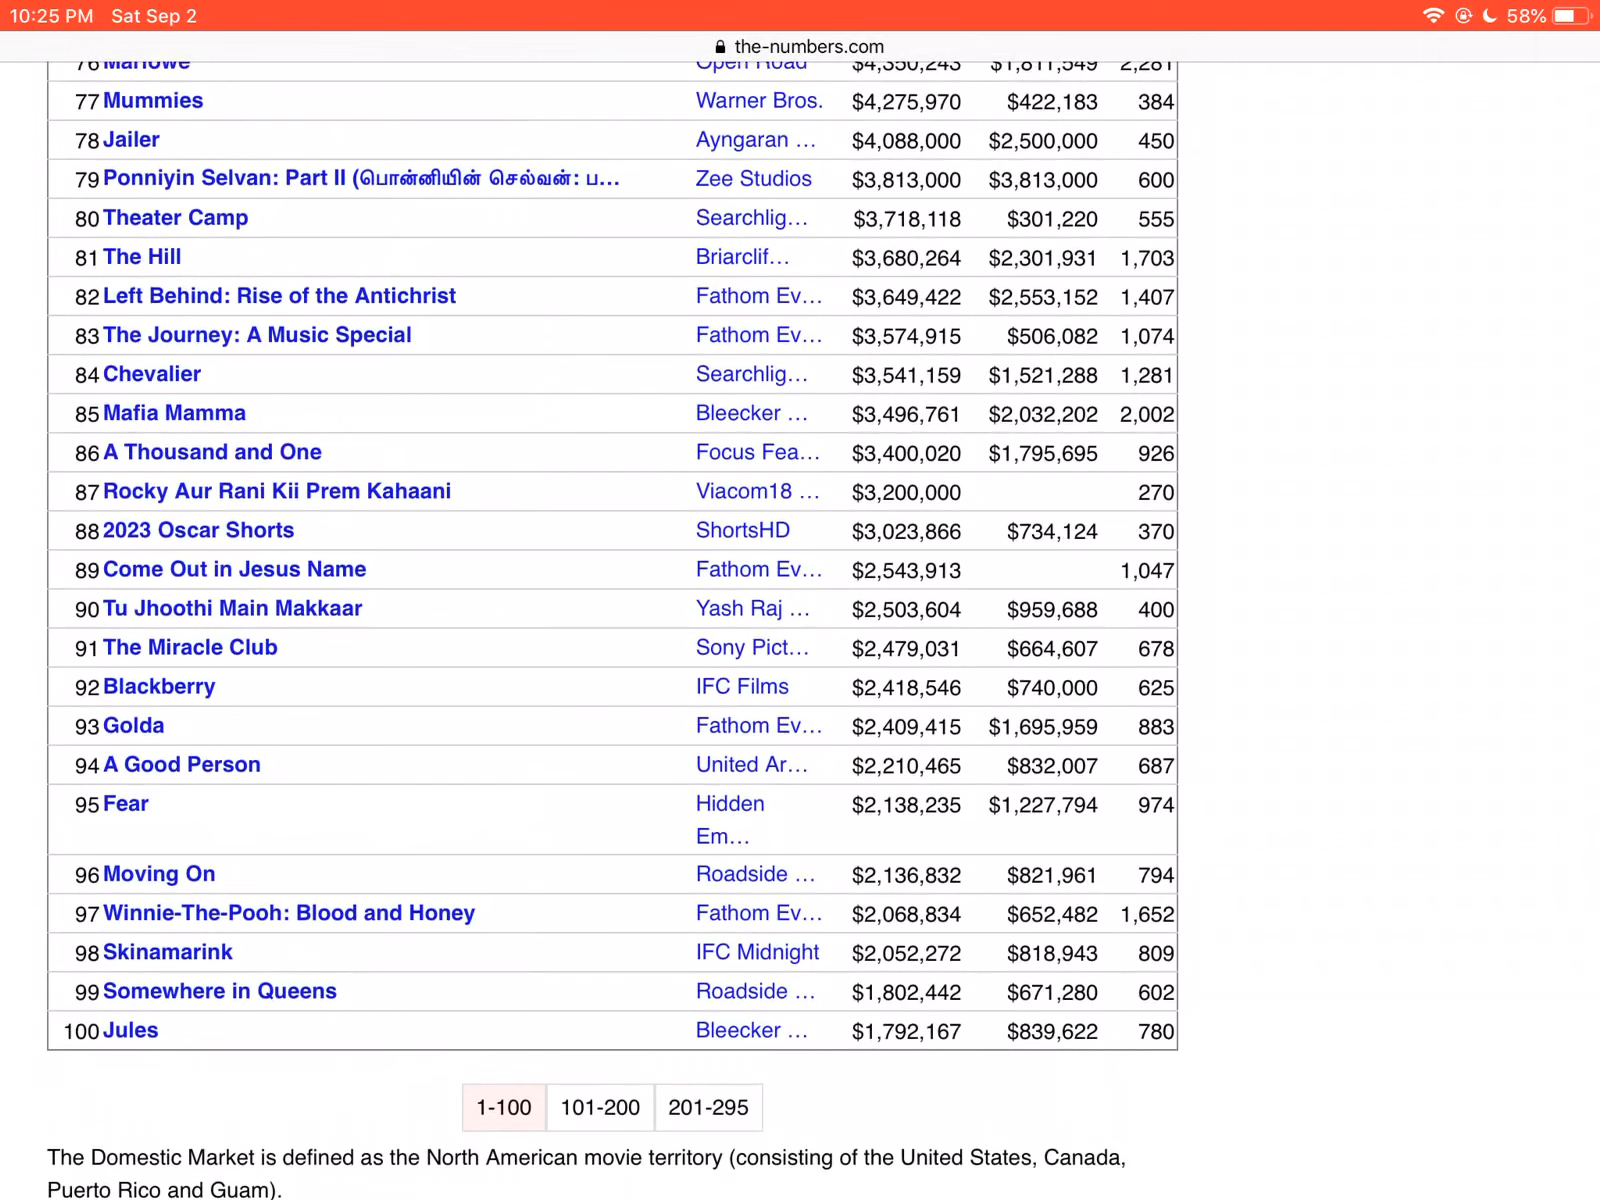 10:25 PM Sat Sep 2 58%
the-numbers.com
76 Marlowe Open Road $4,350,243 $1,811,549 2,281
77 Mummies Warner Bros. $4,275,970 $422,183 384
78 Jailer Ayngaran … $4,088,000 $2,500,000 450
79 Ponniyin Selvan: Part II (பொன்னியின் செல்வன்: ப… Zee Studios $3,813,000 $3,813,000 600
80 Theater Camp Searchlig… $3,718,118 $301,220 555
81 The Hill Briarclif… $3,680,264 $2,301,931 1,703
82 Left Behind: Rise of the Antichrist Fathom Ev… $3,649,422 $2,553,152 1,407
83 The Journey: A Music Special Fathom Ev… $3,574,915 $506,082 1,074
84 Chevalier Searchlig… $3,541,159 $1,521,288 1,281
85 Mafia Mamma Bleecker … $3,496,761 $2,032,202 2,002
86 A Thousand and One Focus Fea… $3,400,020 $1,795,695 926
87 Rocky Aur Rani Kii Prem Kahaani Viacom18 … $3,200,000 270
88 2023 Oscar Shorts ShortsHD $3,023,866 $734,124 370
89 Come Out in Jesus Name Fathom Ev… $2,543,913 1,047
90 Tu Jhoothi Main Makkaar Yash Raj … $2,503,604 $959,688 400
91 The Miracle Club Sony Pict… $2,479,031 $664,607 678
92 Blackberry IFC Films $2,418,546 $740,000 625
93 Golda Fathom Ev… $2,409,415 $1,695,959 883
94 A Good Person United Ar… $2,210,465 $832,007 687
95 Fear Hidden $2,138,235 $1,227,794 974
Em…
96 Moving On Roadside … $2,136,832 $821,961 794
97 Winnie-The-Pooh: Blood and Honey Fathom Ev… $2,068,834 $652,482 1,652
98 Skinamarink IFC Midnight $2,052,272 $818,943 809
99 Somewhere in Queens Roadside … $1,802,442 $671,280 602
100 Jules Bleecker … $1,792,167 $839,622 780
1-100 101-200 201-295
The Domestic Market is defined as the North American movie territory (consisting of the United States, Canada,
Puerto Rico and Guam).